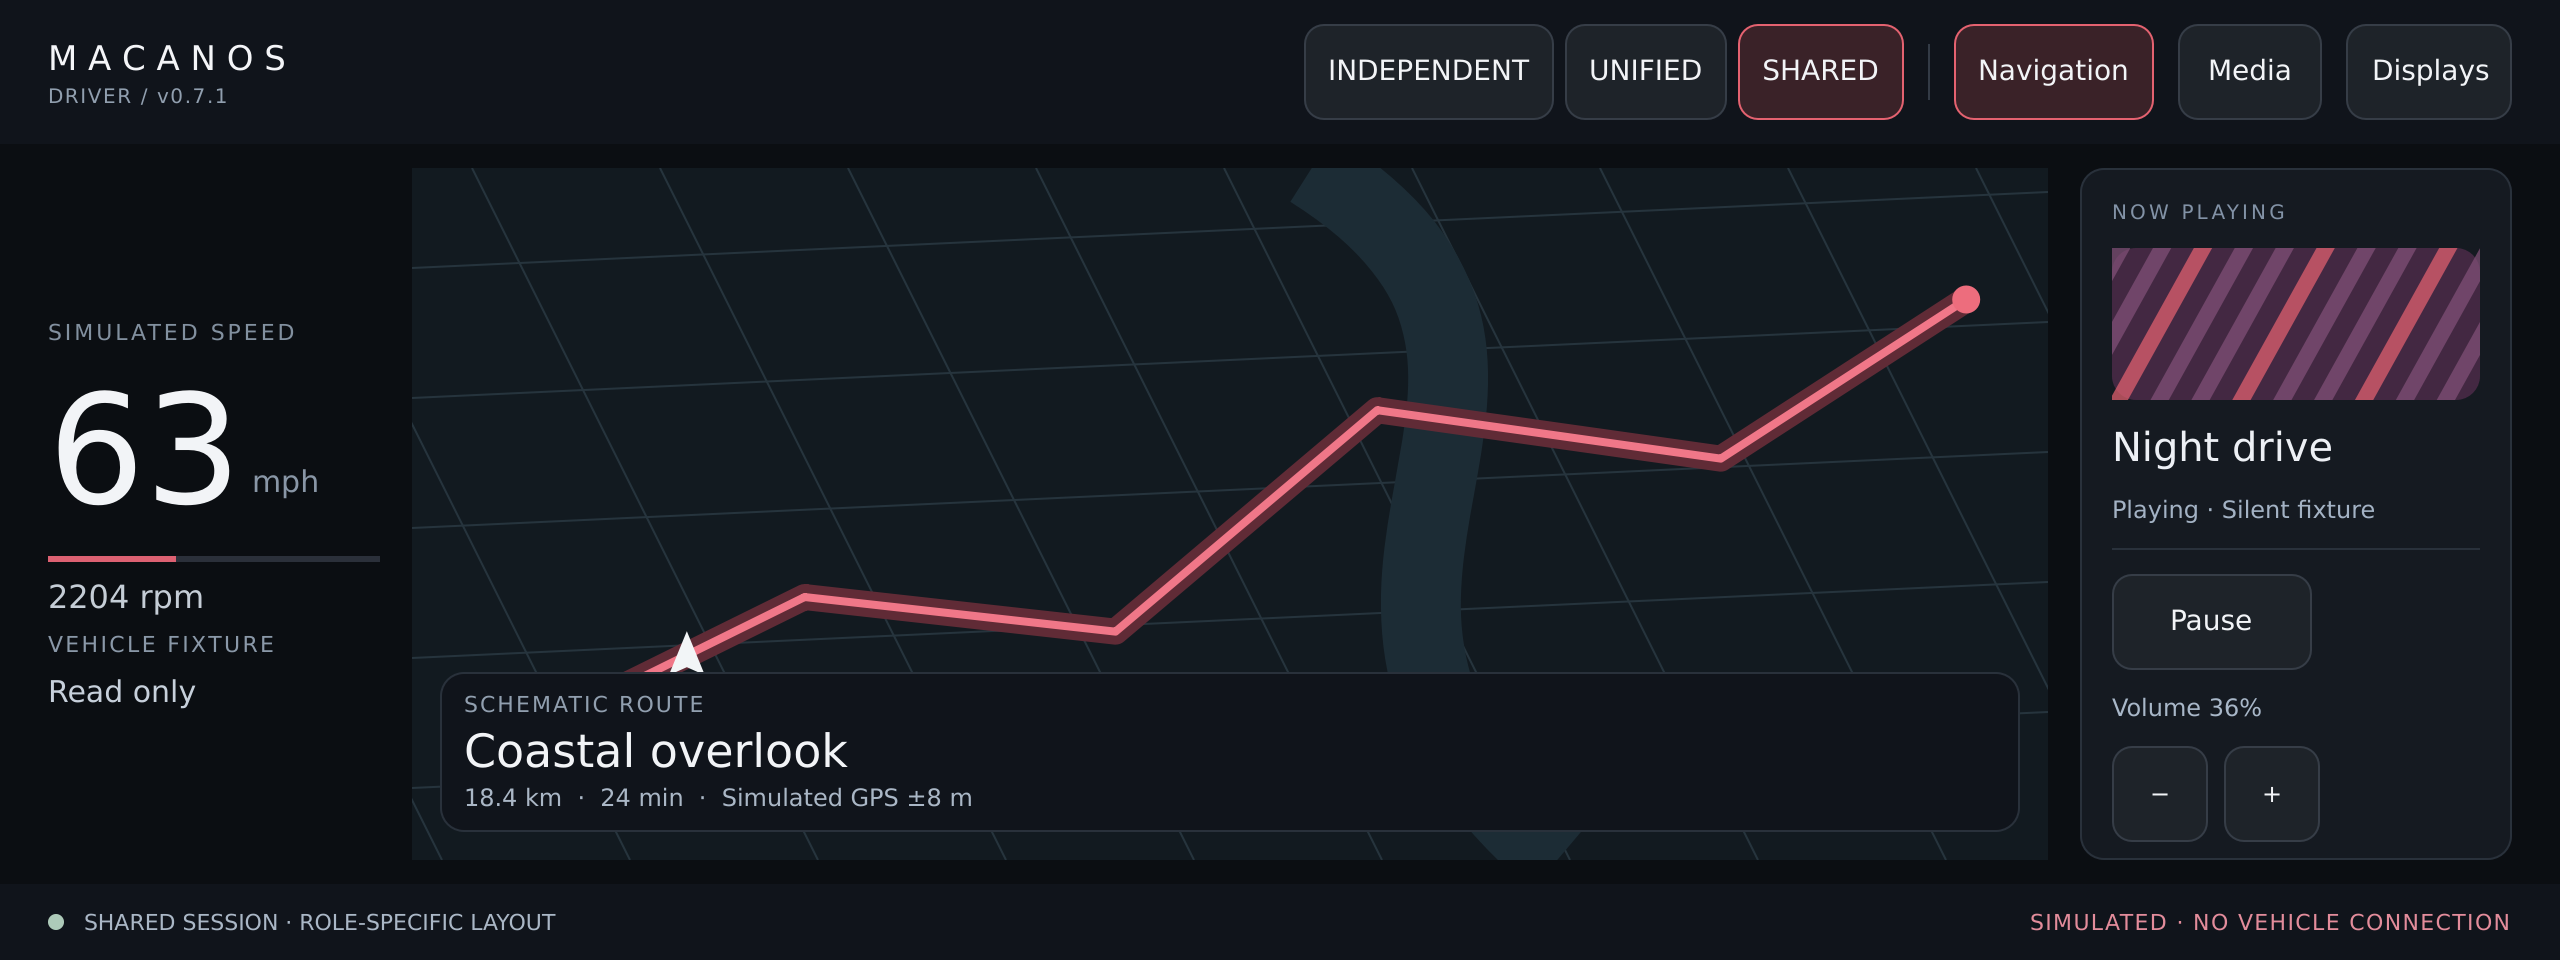 MACANOS
DRIVER / v0.7.1
INDEPENDENT
UNIFIED
SHARED
Navigation
Media
Displays
SIMULATED SPEED
63 mph
2204 rpm
VEHICLE FIXTURE
Read only
SCHEMATIC ROUTE
Coastal overlook
18.4 km · 24 min · Simulated GPS ±8 m
NOW PLAYING
Night drive
Playing · Silent fixture
Pause
Volume 36%
− +
SHARED SESSION · ROLE-SPECIFIC LAYOUT
SIMULATED · NO VEHICLE CONNECTION